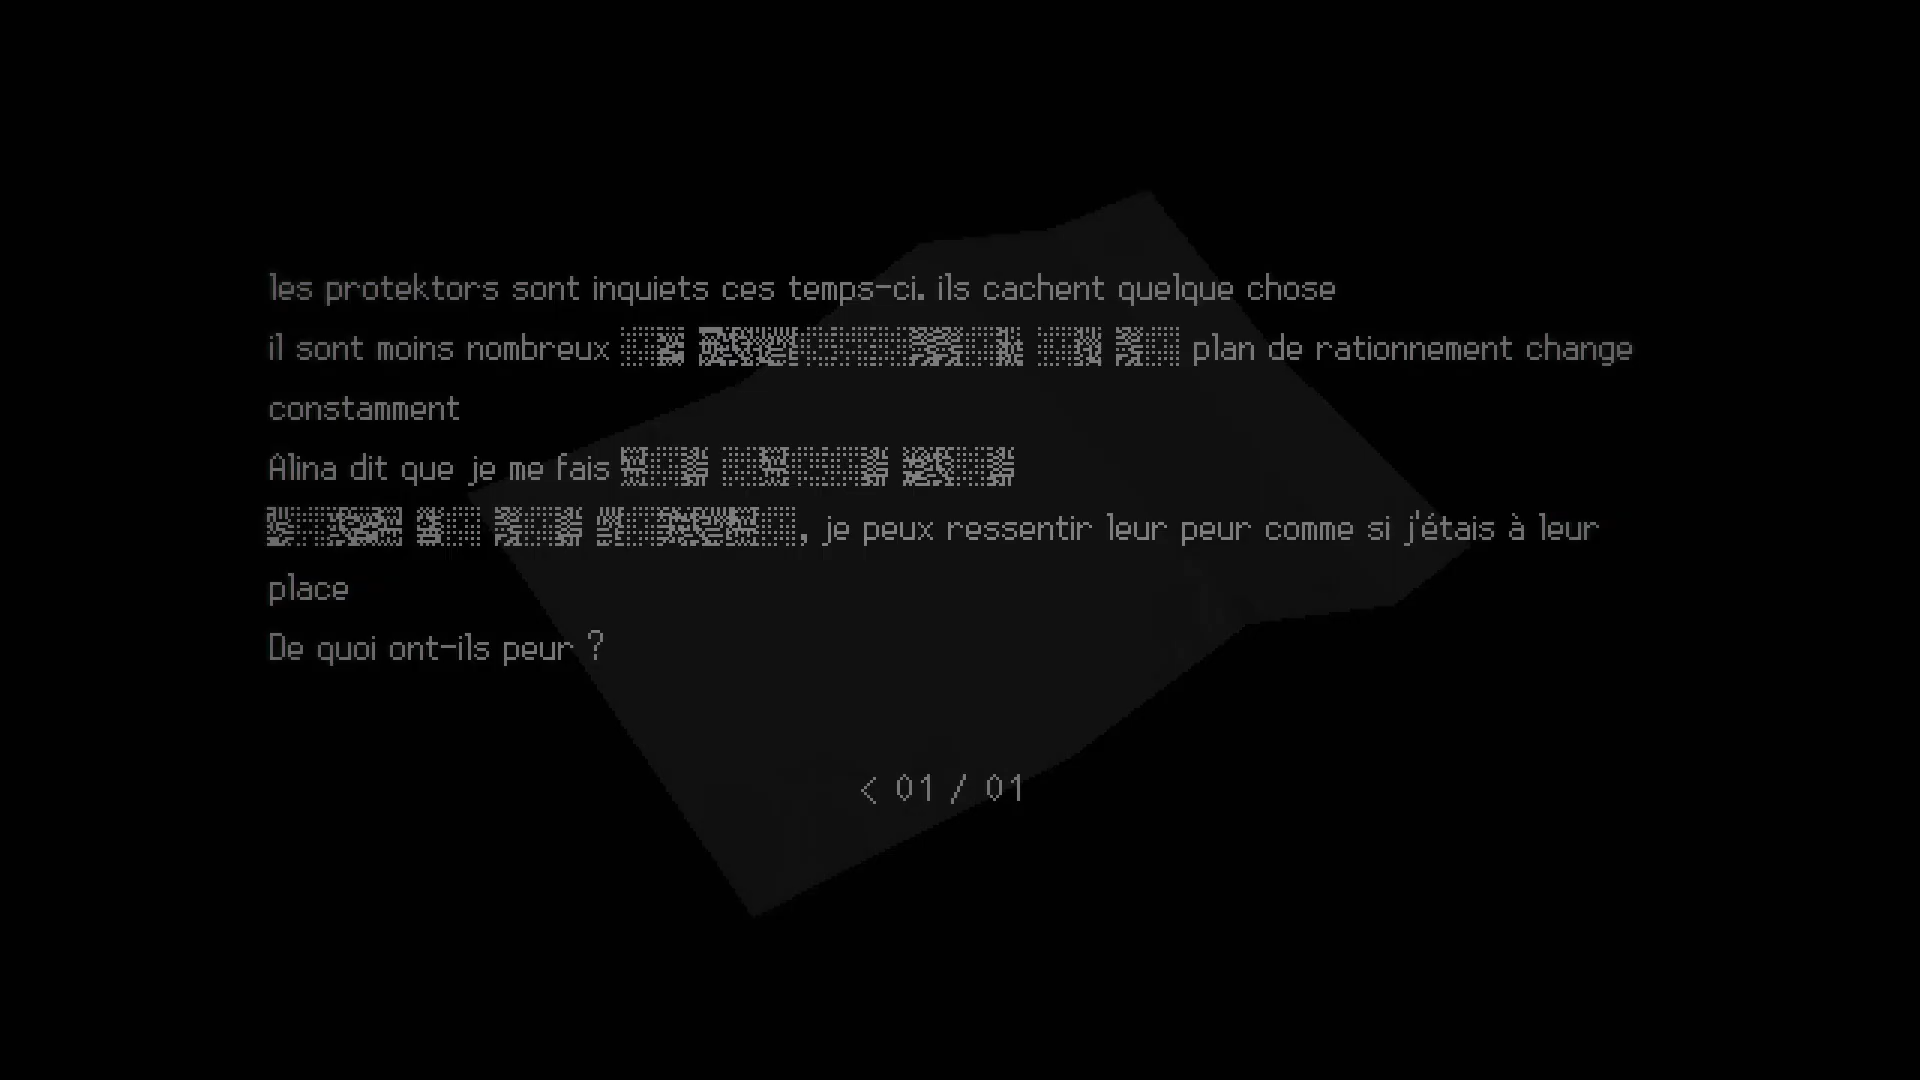 les protektors sont inquiets ces temps-ci. ils cachent quelque chose
il sont moins nombreux plan de rationnement change
constamment
Alina dit que je me fais
, je peux ressentir leur peur comme si j'étais à leur
place
De quoi ont-ils peur ?
< 01 / 01